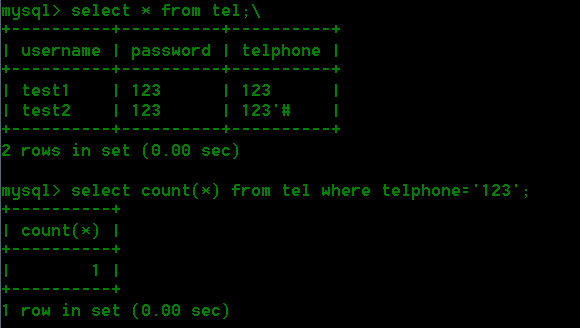 mysql> select * from tel;\
+----------+----------+----------+
| username | password | telphone |
+----------+----------+----------+
| test1    | 123      | 123      |
| test2    | 123      | 123'#    |
+----------+----------+----------+
2 rows in set (0.00 sec)
mysql> select count(*) from tel where telphone='123';
+----------+
| count(*) |
+----------+
|        1 |
+----------+
1 row in set (0.00 sec)